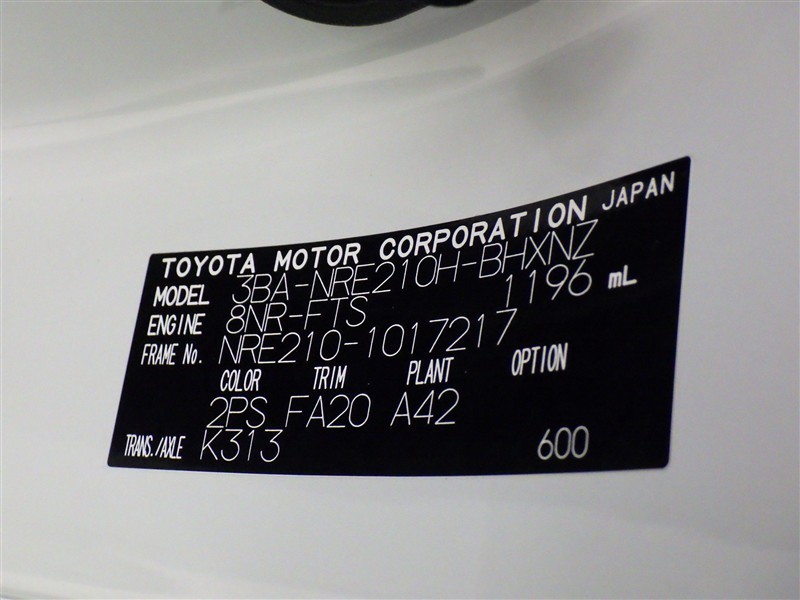 TOYOTA MOTOR CORPORATION JAPAN
MODEL 3BA-NRE210H-BHXNZ
ENGINE 8NR-FTS 1196 mL
FRAME No. NRE210-1017217
COLOR TRIM PLANT OPTION
2PS FA20 A42
TRANS./AXLE K313 600